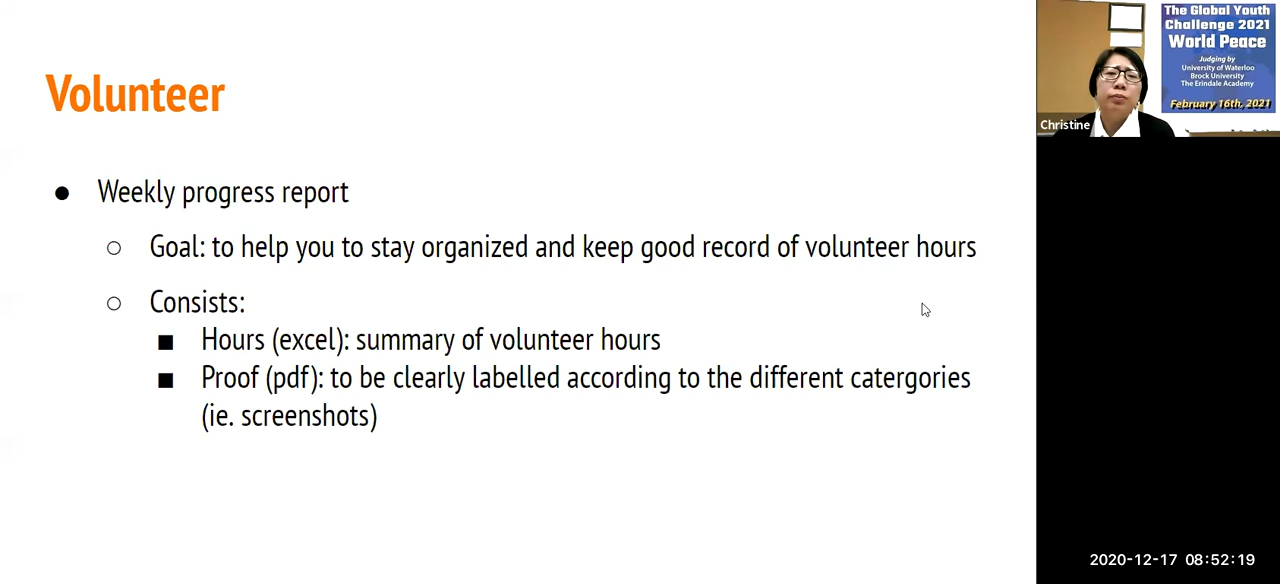 Volunteer
● Weekly progress report
○ Goal: to help you to stay organized and keep good record of volunteer hours
○ Consists:
■ Hours (excel): summary of volunteer hours
■ Proof (pdf): to be clearly labelled according to the different catergories
(ie. screenshots)
The Global Youth
Challenge 2021
World Peace
Judging by
University of Waterloo
Brock University
The Erindale Academy
February 16th, 2021
Christine
2020-12-17 08:52:19